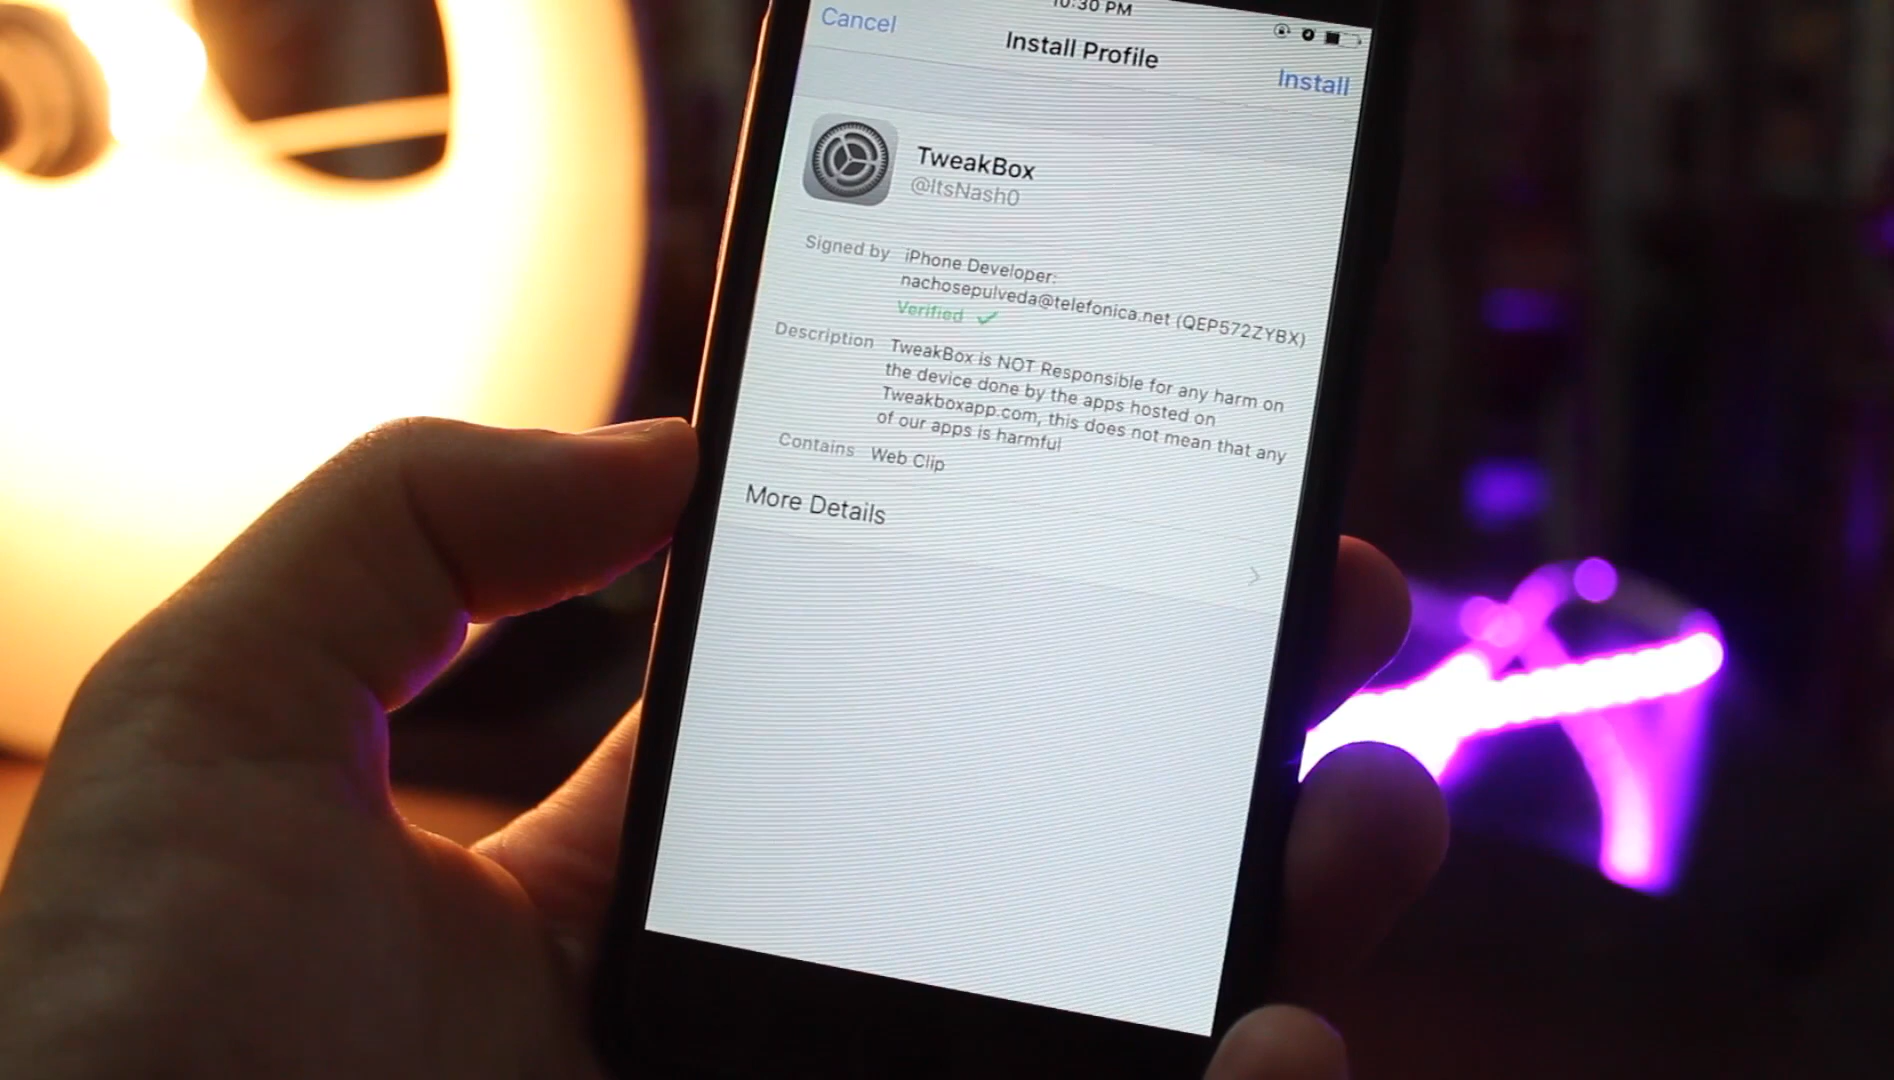 10:30 PM
Cancel
Install Profile
Install
TweakBox
@ItsNash0
Signed by iPhone Developer:
nachosepulveda@telefonica.net (QEP572ZYBX)
Verified ✓
Description TweakBox is NOT Responsible for any harm on
the device done by the apps hosted on
Tweakboxapp.com, this does not mean that any
of our apps is harmful
Contains Web Clip
More Details